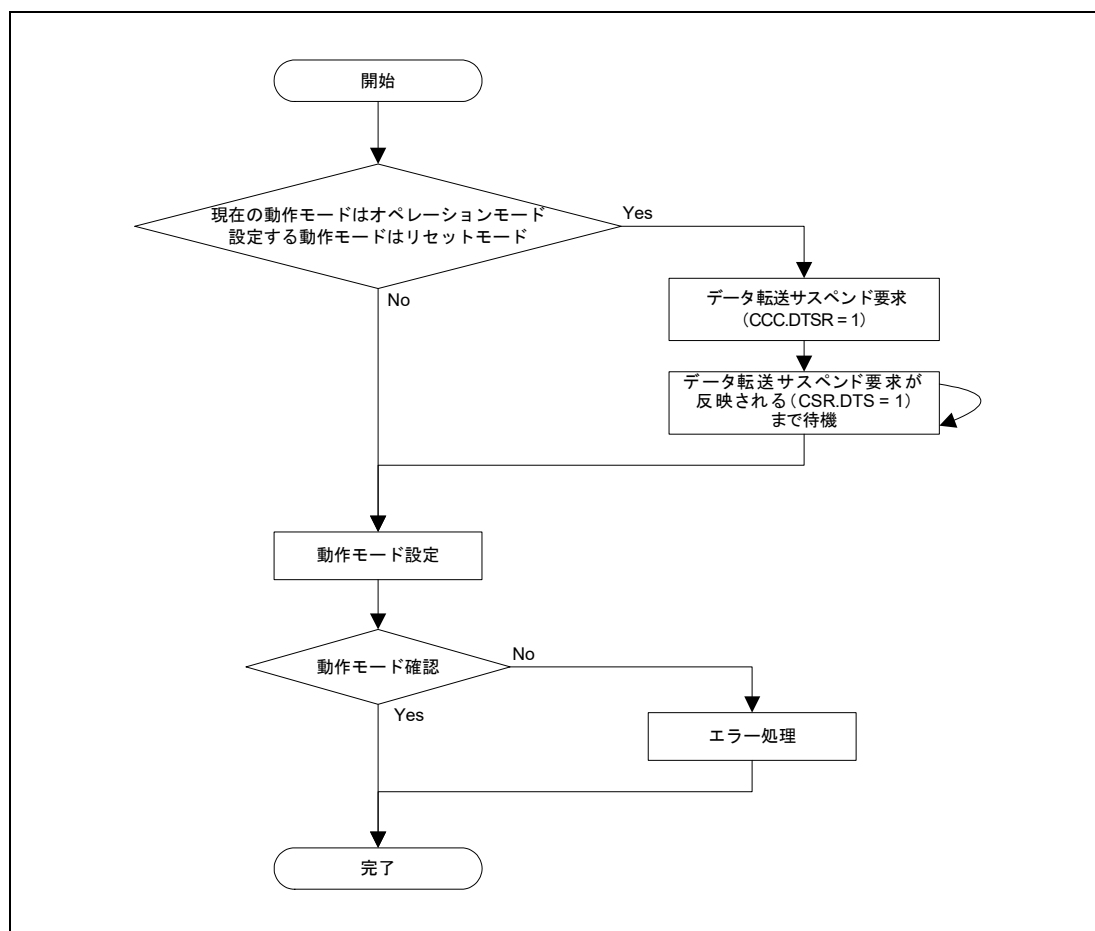 開始
現在の動作モードはオペレーションモード
設定する動作モードはリセットモード
Yes
No
データ転送サスペンド要求
（CCC.DTSR = 1）
データ転送サスペンド要求が
反映される（CSR.DTS = 1）
まで待機
動作モード設定
動作モード確認
No
Yes
エラー処理
完了